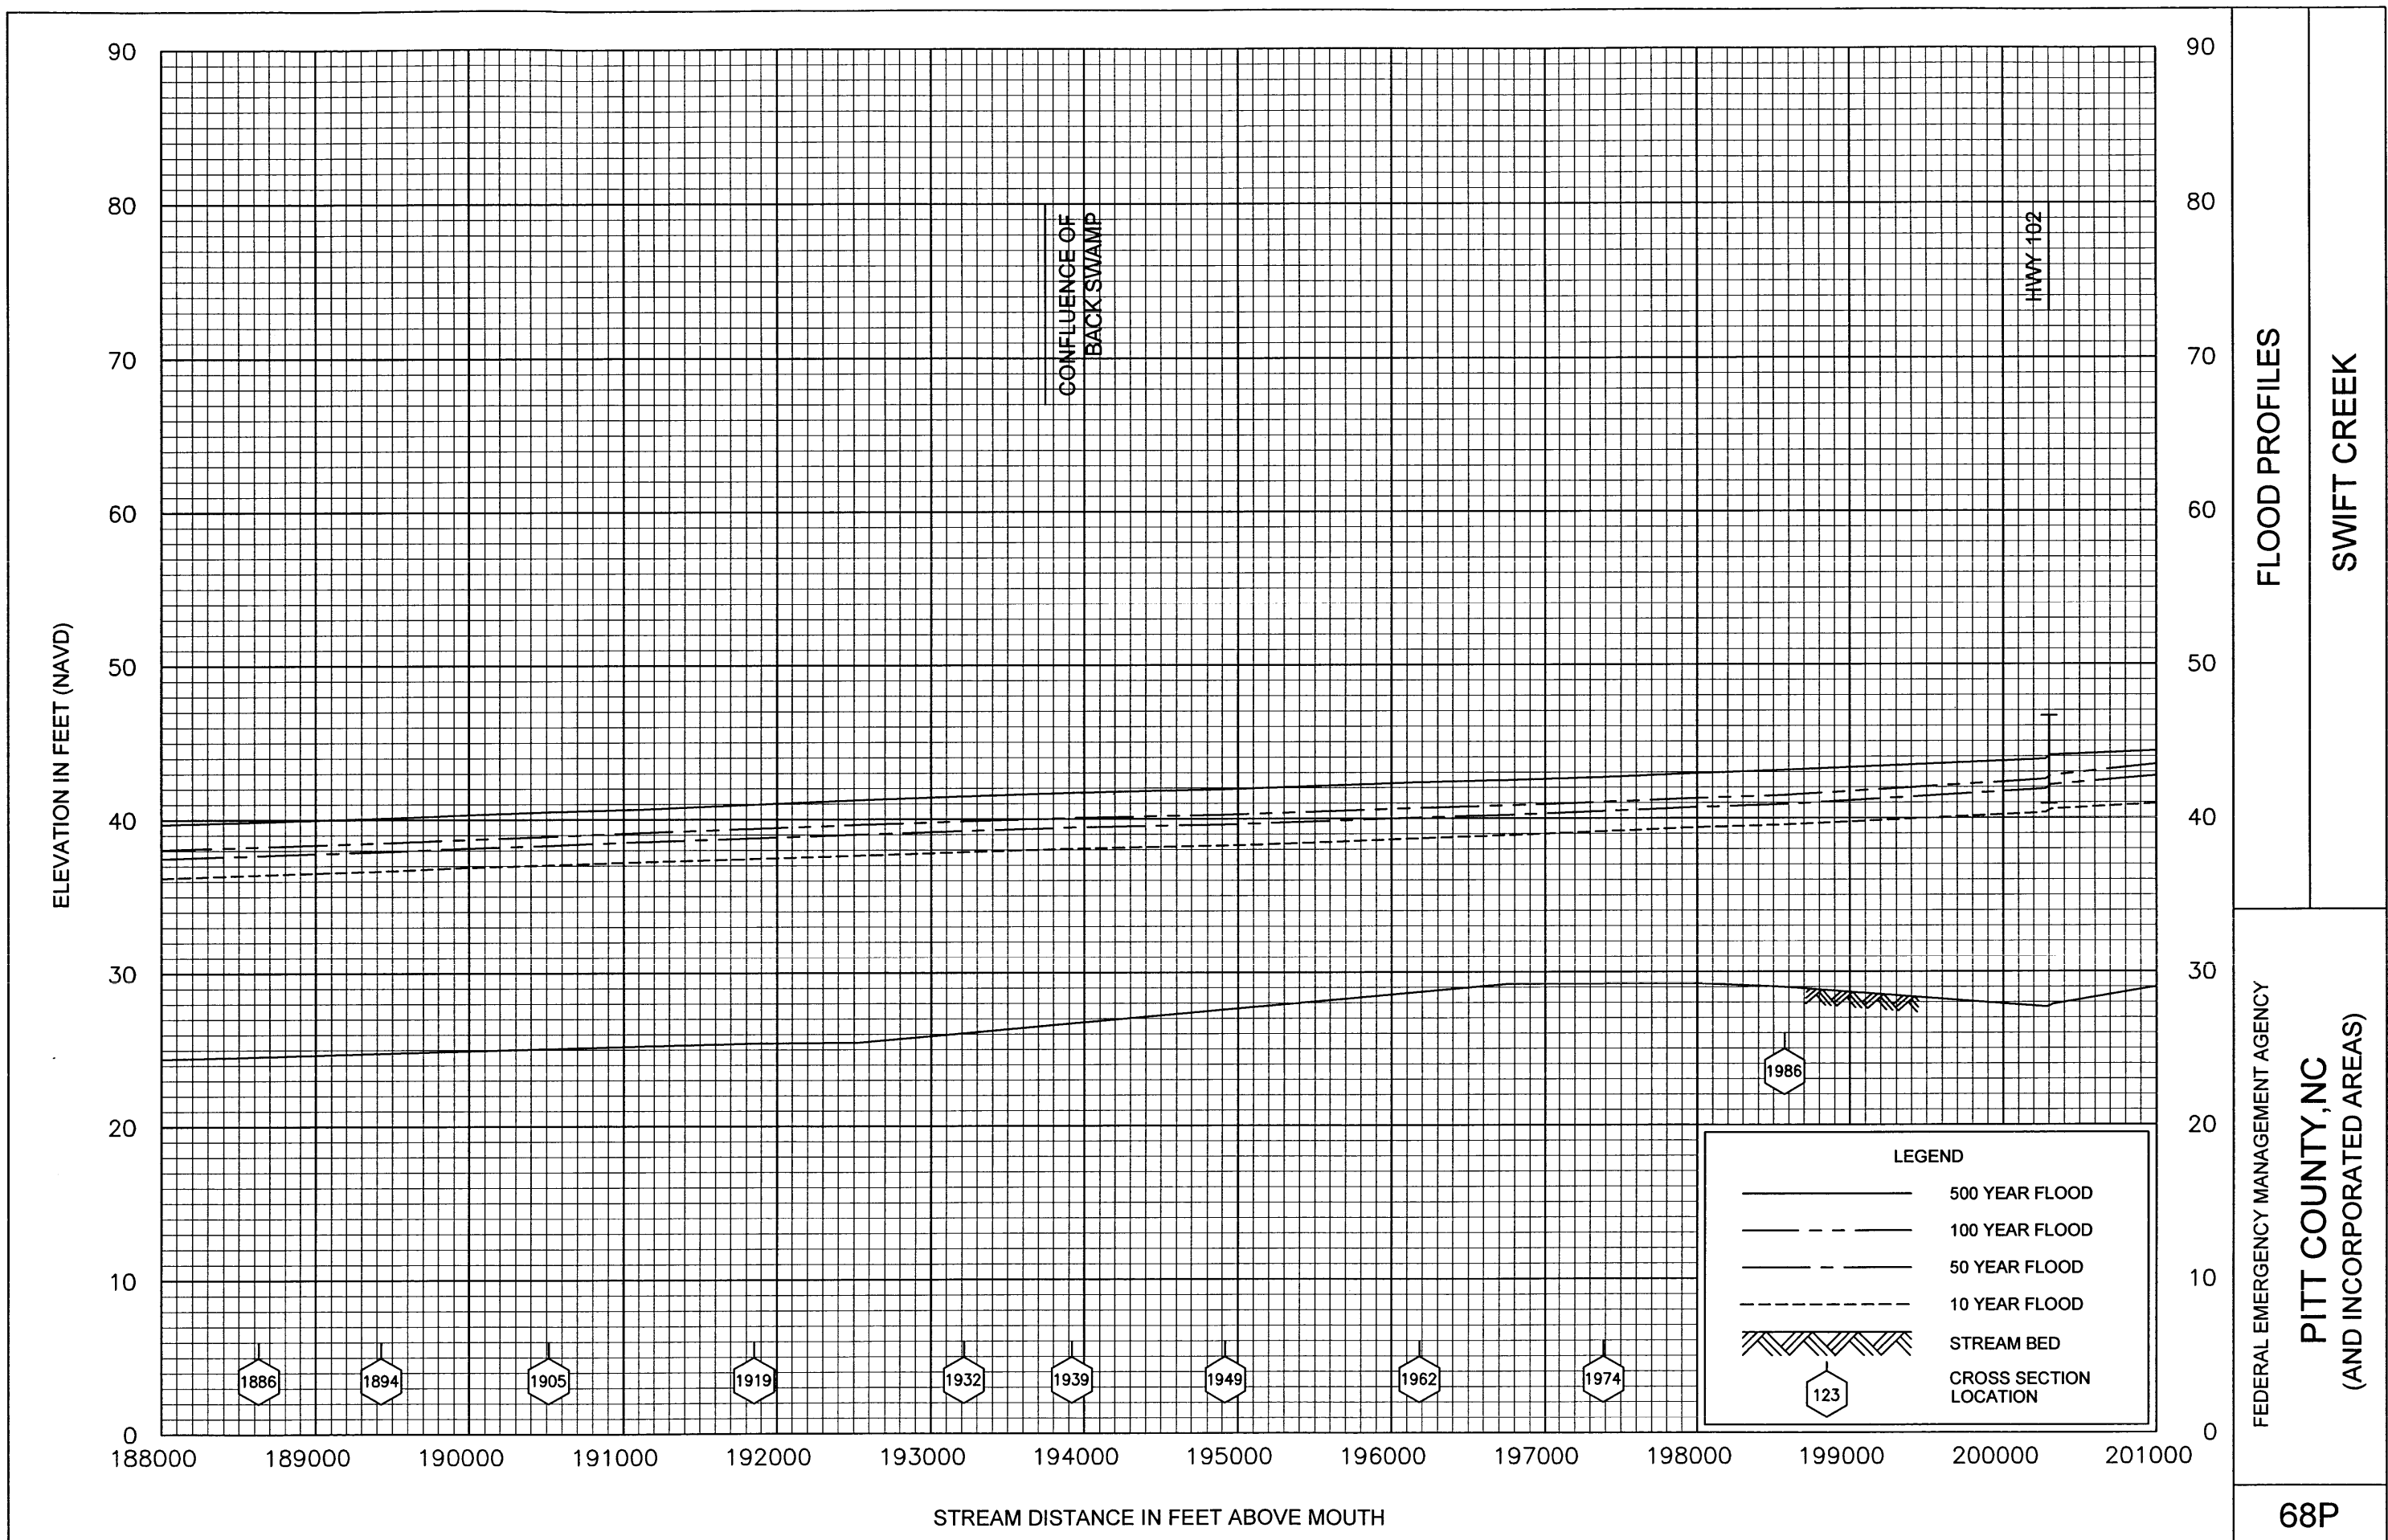 90
80
70
60
50
40
30
20
10
0
ELEVATION IN FEET (NAVD)
CONFLUENCE OF
BACK SWAMP
HWY 102
90
80
70
60
50
40
30
20
10
0
1986
1886
1894
1905
1919
1932
1939
1949
1962
1974
LEGEND
500 YEAR FLOOD
100 YEAR FLOOD
50 YEAR FLOOD
10 YEAR FLOOD
STREAM BED
123
CROSS SECTION
LOCATION
188000
189000
190000
191000
192000
193000
194000
195000
196000
197000
198000
199000
200000
201000
STREAM DISTANCE IN FEET ABOVE MOUTH
FLOOD PROFILES
SWIFT CREEK
FEDERAL EMERGENCY MANAGEMENT AGENCY
PITT COUNTY,NC
(AND INCORPORATED AREAS)
68P